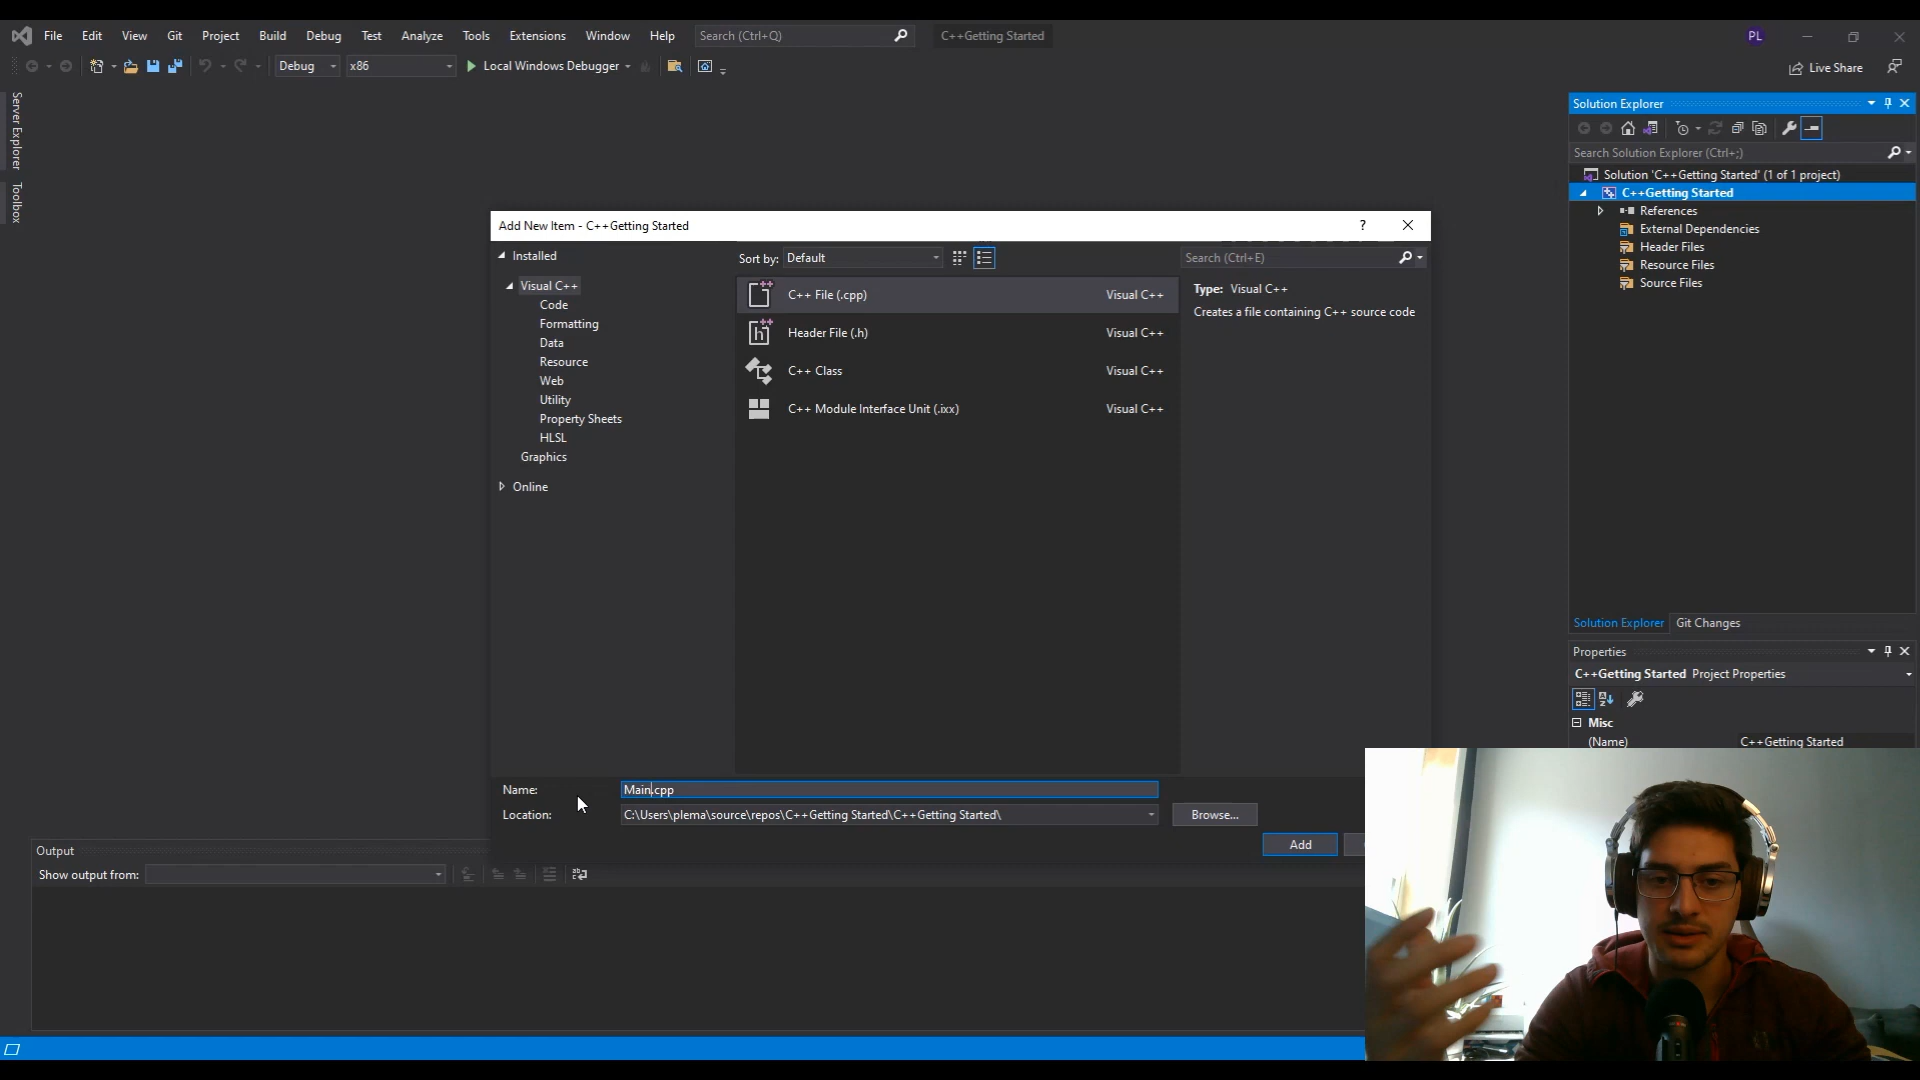 File Edit View Git Project Build Debug Test Analyze Tools Extensions Window Help Search (Ctrl+Q) C++Getting Started PL
Debug x86 Local Windows Debugger Live Share
Server Explorer
Toolbox
Solution Explorer
Search Solution Explorer (Ctrl+;)
Solution 'C++Getting Started' (1 of 1 project)
C++Getting Started
References
External Dependencies
Header Files
Resource Files
Source Files
Solution Explorer Git Changes
Properties
C++Getting Started Project Properties
Misc
(Name) C++Getting Started
Add New Item - C++Getting Started ?
Installed
Visual C++
Code
Formatting
Data
Resource
Web
Utility
Property Sheets
HLSL
Graphics
Online
Sort by: Default
C++ File (.cpp) Visual C++
Header File (.h) Visual C++
C++ Class Visual C++
C++ Module Interface Unit (.ixx) Visual C++
Search (Ctrl+E)
Type: Visual C++
Creates a file containing C++ source code
Name: Main.cpp
Location: C:\Users\plema\source\repos\C++Getting Started\C++Getting Started\
Browse...
Add
Output
Show output from: